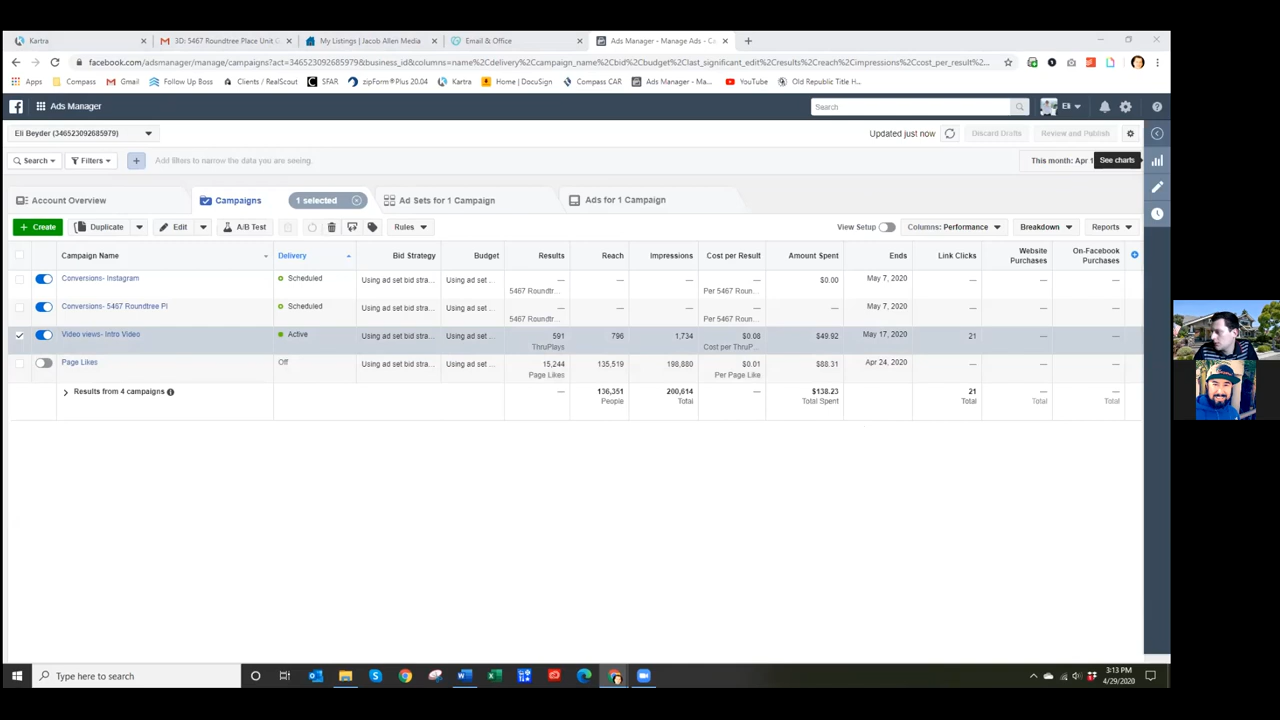 Kartra
3D: 5467 Roundtree Place Unit
My Listings | Jacob Allen Media
Email & Office
Ads Manager - Manage Ads - Ca
facebook.com/adsmanager/manage/campaigns?act=346523092685979&business_id&columns=name%2Cdelivery%2Ccampaign_name%2Cbid%2Cbudget%2Clast_significant_edit%2Cresults%2Creach%2Cimpressions%2Ccost_per_result%2C...
Apps
Compass
Gmail
Follow Up Boss
Clients / RealScout
SFAR
zipForm®Plus 20.04
Kartra
Home | DocuSign
Compass CAR
Ads Manager - Ma...
YouTube
Old Republic Title H...
Ads Manager
Search
Eli
Eli Beyder (346523092685979)
Updated just now
Discard Drafts
Review and Publish
Search
Filters
Add filters to narrow the data you are seeing.
This month: Apr 1
See charts
Account Overview
Campaigns
1 selected
Ad Sets for 1 Campaign
Ads for 1 Campaign
+ Create
Duplicate
Edit
A/B Test
Rules
View Setup
Columns: Performance
Breakdown
Reports
Campaign Name
Delivery
Bid Strategy
Budget
Results
Reach
Impressions
Cost per Result
Amount Spent
Ends
Link Clicks
Website Purchases
On-Facebook Purchases
Conversions- Instagram
Scheduled
Using ad set bid stra...
Using ad set ...
—
5467 Roundtr...
—
—
—
Per 5467 Roun...
$0.00
May 7, 2020
—
—
—
Conversions- 5467 Roundtree Pl
Scheduled
Using ad set bid stra...
Using ad set ...
—
5467 Roundtr...
—
—
—
Per 5467 Roun...
—
May 7, 2020
—
—
—
Video views- Intro Video
Active
Using ad set bid stra...
Using ad set ...
591
ThruPlays
796
1,734
$0.08
Cost per ThruP...
$49.92
May 17, 2020
21
—
—
Page Likes
Off
Using ad set bid stra...
Using ad set ...
15,244
Page Likes
135,519
198,880
$0.01
Per Page Like
$88.31
Apr 24, 2020
—
—
—
Results from 4 campaigns
—
136,351
People
200,614
Total
—
$138.23
Total Spent
21
Total
—
Total
—
Total
Type here to search
3:13 PM
4/29/2020